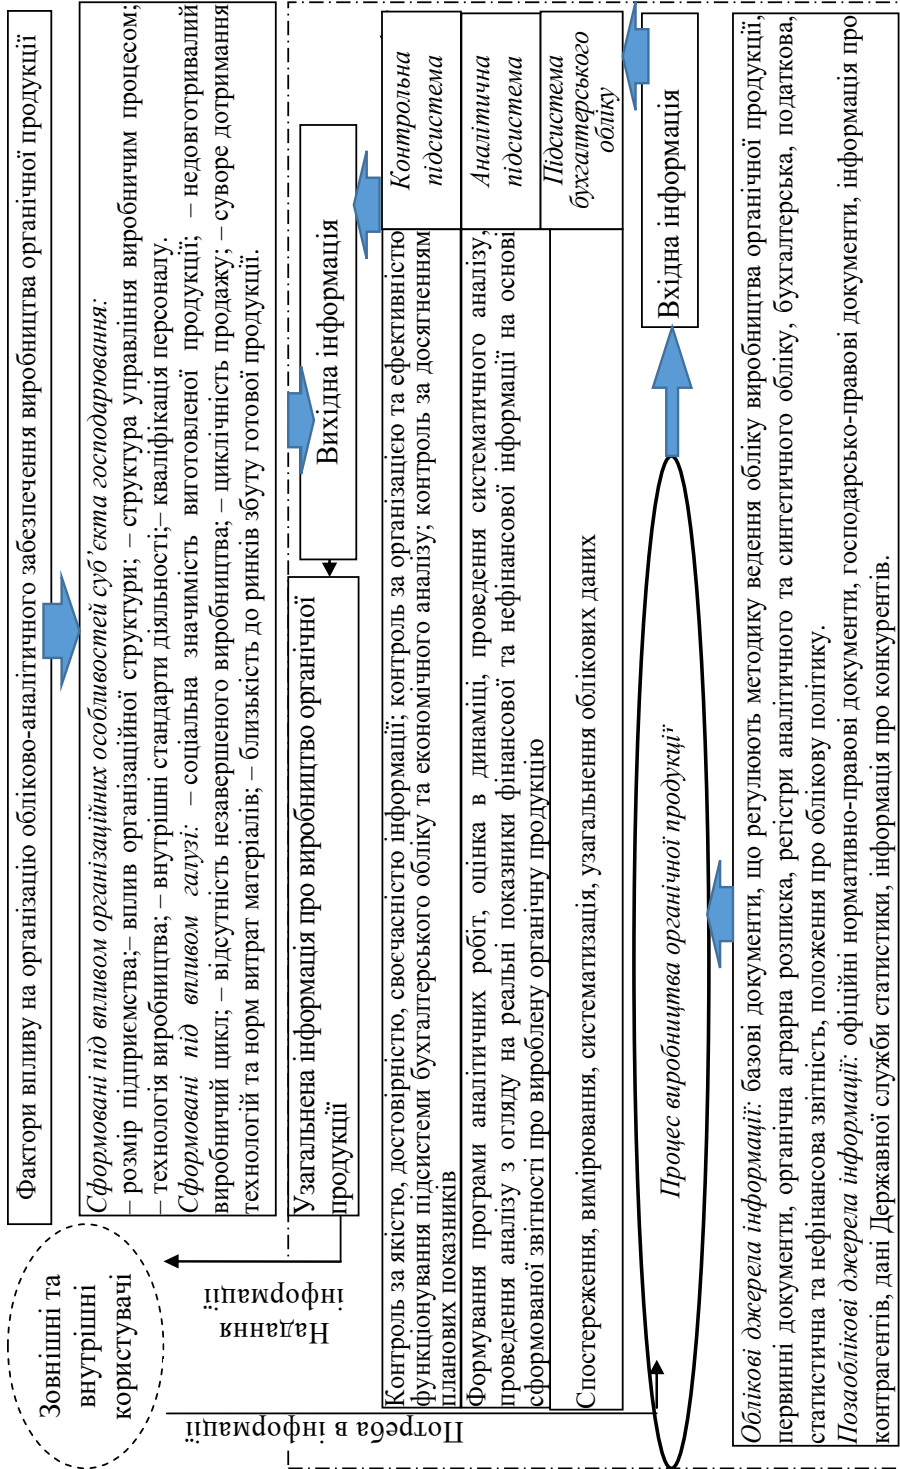 Фактори впливу на організацію обліково-аналітичного забезпечення виробництва органічної продукції
Сформовані під впливом організаційних особливостей суб’єкта господарювання:
– розмір підприємства;– вплив організаційної структури; – структура управління виробничим процесом;
– технологія виробництва; – внутрішні стандарти діяльності;– кваліфікація персоналу.
Сформовані під впливом галузі: – соціальна значимість виготовленої продукції; – недовготривалий
виробничий цикл; – відсутність незавершеного виробництва; – циклічність продажу; – суворе дотримання
технологій та норм витрат матеріалів; – близькість до ринків збуту готової продукції.
Зовнішні та
внутрішні
користувачі
Надання
інформації
Потреба в інформації
Узагальнена інформація про виробництво органічної
продукції
Вихідна інформація
Контроль за якістю, достовірністю, своєчасністю інформації; контроль за організацією та ефективністю
функціонування підсистеми бухгалтерського обліку та економічного аналізу; контроль за досягненням
планових показників
Контрольна
підсистема
Формування програми аналітичних робіт, оцінка в динаміці, проведення систематичного аналізу,
проведення аналізу з огляду на реальні показники фінансової та нефінансової інформації на основі
сформованої звітності про вироблену органічну продукцію
Аналітична
підсистема
Спостереження, вимірювання, систематизація, узагальнення облікових даних
Підсистема
бухгалтерського
обліку
Процес виробництва органічної продукції
Вхідна інформація
Облікові джерела інформації: базові документи, що регулюють методику ведення обліку виробництва органічної продукції,
первинні документи, органічна аграрна розписка, регістри аналітичного та синтетичного обліку, бухгалтерська, податкова,
статистична та нефінансова звітність, положення про облікову політику.
Позаоблікові джерела інформації: офіційні нормативно-правові документи, господарсько-правові документи, інформація про
контрагентів, дані Державної служби статистики, інформація про конкурентів.